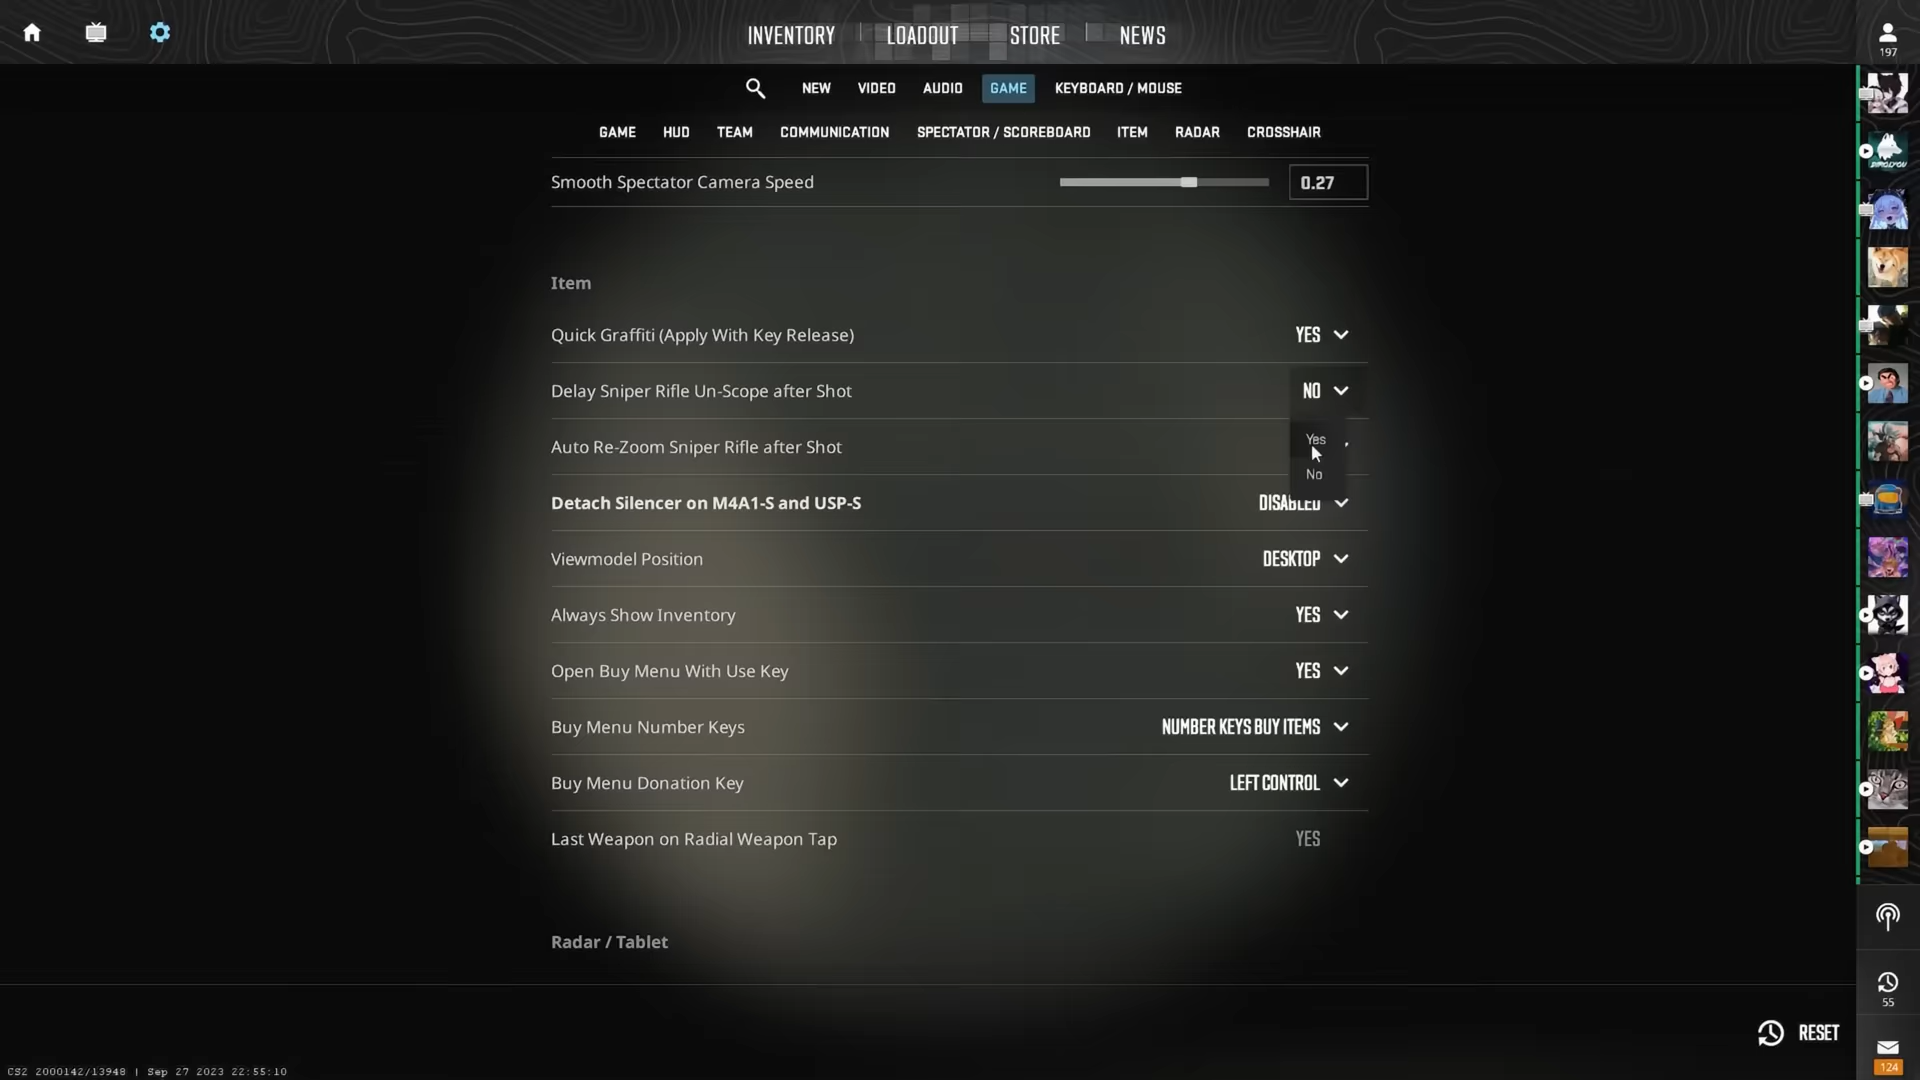 INVENTORY LOADOUT STORE NEWS
197
NEW VIDEO AUDIO GAME KEYBOARD / MOUSE
GAME HUD TEAM COMMUNICATION SPECTATOR / SCOREBOARD ITEM RADAR CROSSHAIR
Smooth Spectator Camera Speed 0.27
Item
Quick Graffiti (Apply With Key Release) YES
Delay Sniper Rifle Un-Scope after Shot NO
Yes
Auto Re-Zoom Sniper Rifle after Shot
No
Detach Silencer on M4A1-S and USP-S DISABLED
Viewmodel Position DESKTOP
Always Show Inventory YES
Open Buy Menu With Use Key YES
Buy Menu Number Keys NUMBER KEYS BUY ITEMS
Buy Menu Donation Key LEFT CONTROL
Last Weapon on Radial Weapon Tap YES
Radar / Tablet
55
RESET
124
CS2 2000142/13948 | Sep 27 2023 22:55:10